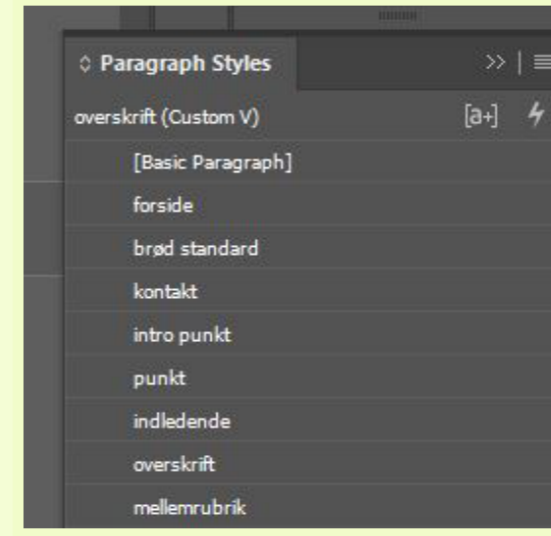 Paragraph Styles
overskrift (Custom V)
[a+]
[Basic Paragraph]
forside
brød standard
kontakt
intro punkt
punkt
indledende
overskrift
mellemrubrik